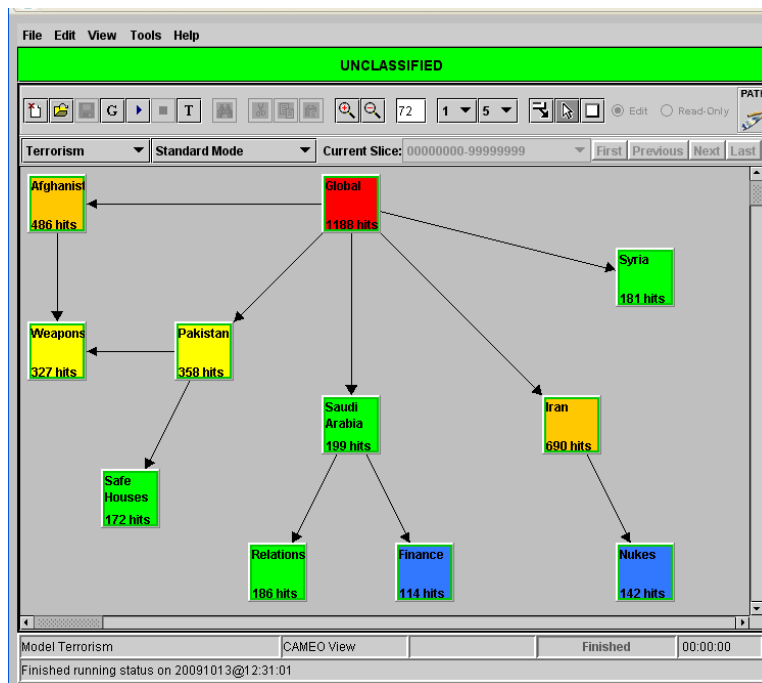 File Edit View Tools Help
UNCLASSIFIED
G T 72 1 5 Edit Read-Only PATH
Terrorism Standard Mode Current Slice: 00000000-99999999 First Previous Next Last
Afghanist
486 hits
Global
1188 hits
Syria
181 hits
Weapons
327 hits
Pakistan
358 hits
Saudi
Arabia
199 hits
Iran
690 hits
Safe
Houses
172 hits
Relations
186 hits
Finance
114 hits
Nukes
142 hits
Model Terrorism CAMEO View Finished 00:00:00
Finished running status on 20091013@12:31:01